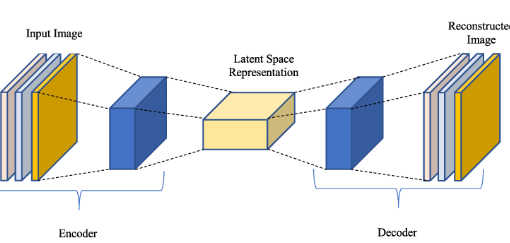 Input Image
Reconstructed
Image
Latent Space
Representation
Encoder
Decoder